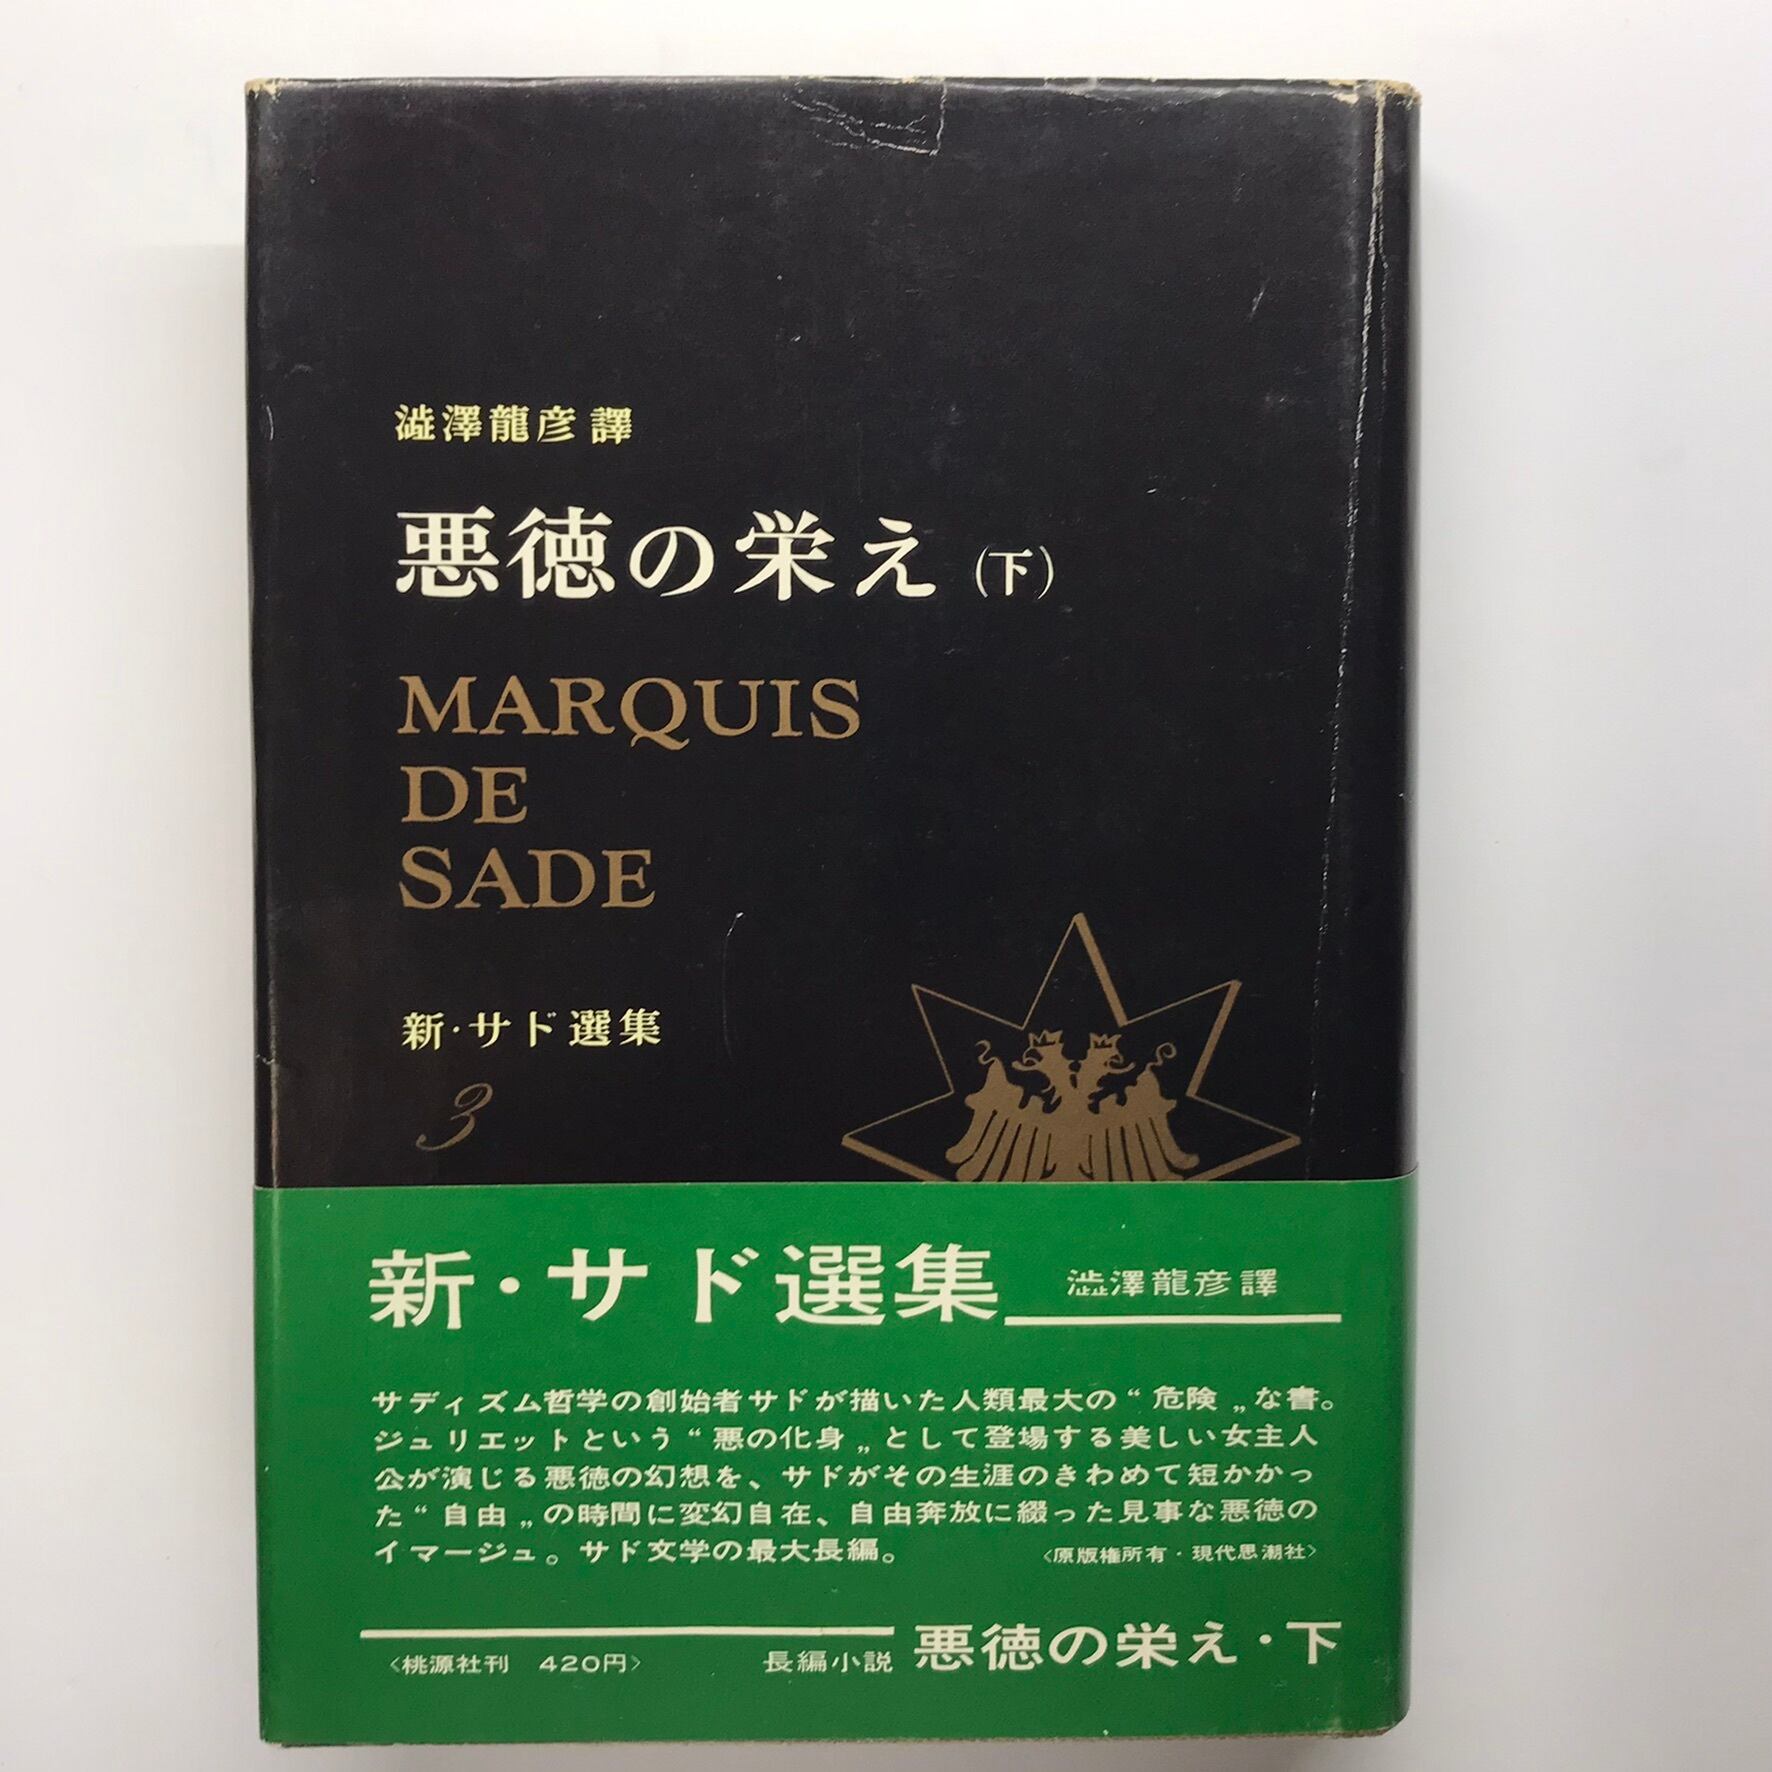 澁澤龍彦 譯
悪徳の栄え (下)
MARQUIS
DE
SADE
新・サド選集
3
新・サド選集
澁澤龍彦譯
サディズム哲学の創始者サドが描いた人類最大の“危険„な書。
ジュリエットという“悪の化身„として登場する美しい女主人
公が演じる悪徳の幻想を、サドがその生涯のきわめて短かかっ
た“自由„の時間に変幻自在、自由奔放に綴った見事な悪徳の
イマージュ。サド文学の最大長編。 〈原版権所有・現代思潮社〉
〈桃源社刊 420円〉 長編小説 悪徳の栄え・下